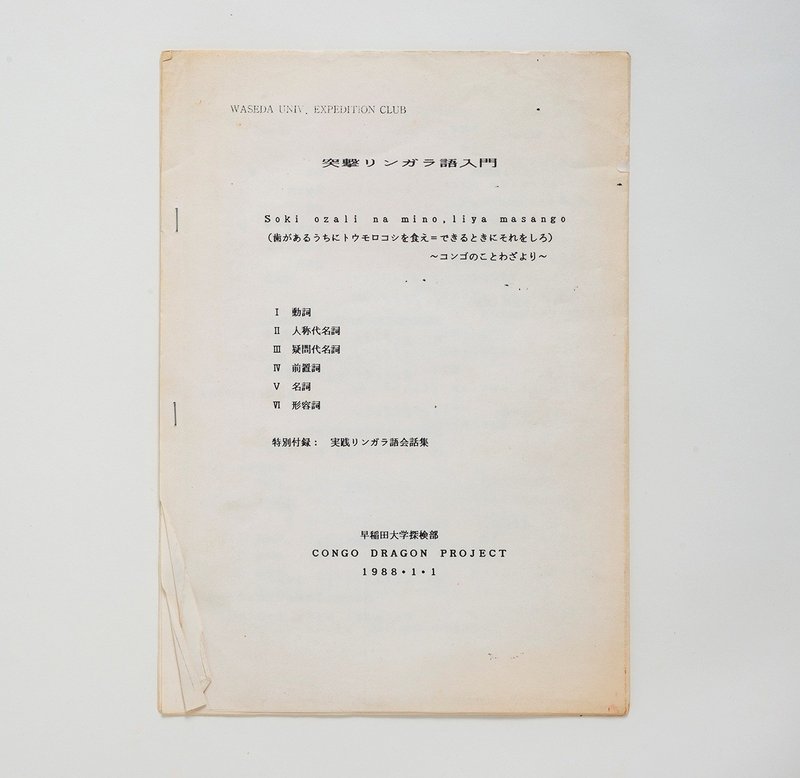 WASEDA UNIV. EXPEDITION CLUB
突撃リンガラ語入門
Soki ozali na mino, liya masango
(歯があるうちにトウモロコシを食え=できるときにそれをしろ)
～コンゴのことわざより～
Ⅰ 動詞
Ⅱ 人称代名詞
Ⅲ 疑問代名詞
Ⅳ 前置詞
Ⅴ 名詞
Ⅵ 形容詞
特別付録: 実践リンガラ語会話集
早稲田大学探検部
CONGO DRAGON PROJECT
1988・1・1